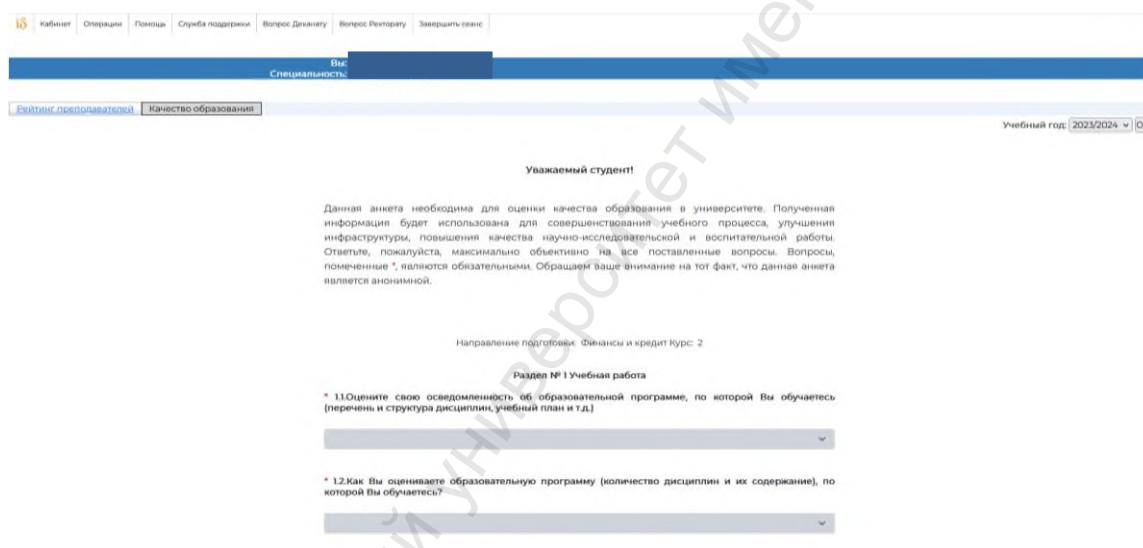 Кабинет Операции Помощь Служба поддержки Вопрос Деканату Вопрос Ректорату Завершить сеанс
Вы:
Специальность:
Рейтинг преподавателей Качество образования
Учебный год: 2023/2024 О
Уважаемый студент!
Данная анкета необходима для оценки качества образования в университете. Полученная
информация будет использована для совершенствования учебного процесса, улучшения
инфраструктуры, повышения качества научно-исследовательской и воспитательной работы.
Ответьте, пожалуйста, максимально объективно на все поставленные вопросы. Вопросы,
помеченные *, являются обязательными. Обращаем ваше внимание на тот факт, что данная анкета
является анонимной.
Направление подготовки: Финансы и кредит Курс: 2
Раздел № 1 Учебная работа
* 1.1.Оцените свою осведомленность об образовательной программе, по которой Вы обучаетесь
(перечень и структура дисциплин, учебный план и т.д.)
* 1.2.Как Вы оцениваете образовательную программу (количество дисциплин и их содержание), по
которой Вы обучаетесь?
й университет имен